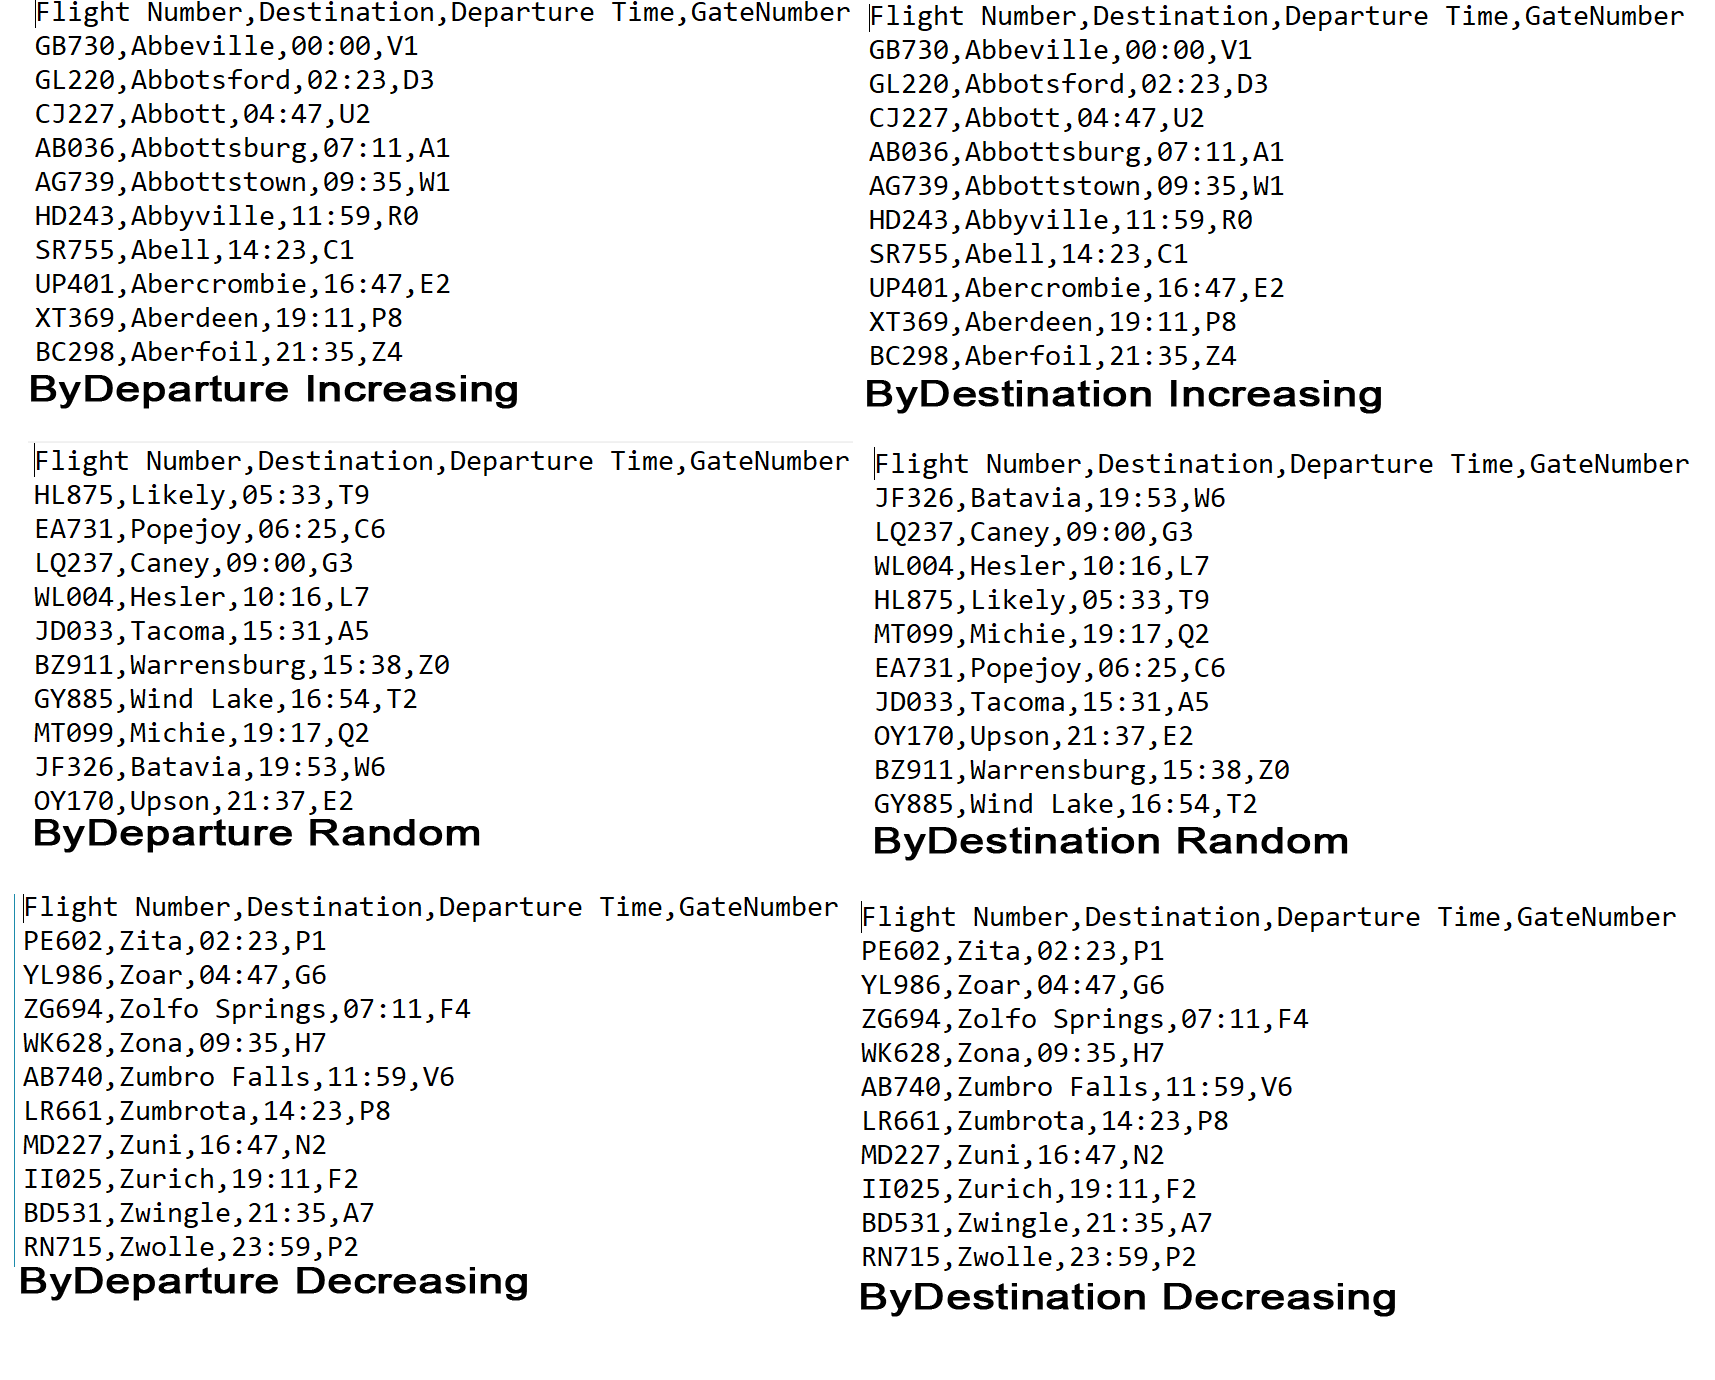 Flight Number,Destination,Departure Time,GateNumber
GB730,Abbeville,00:00,V1
GL220,Abbotsford,02:23,D3
CJ227,Abbott,04:47,U2
AB036,Abbottsburg,07:11,A1
AG739,Abbottstown,09:35,W1
HD243,Abbyville,11:59,R0
SR755,Abell,14:23,C1
UP401,Abercrombie,16:47,E2
XT369,Aberdeen,19:11,P8
BC298,Aberfoil,21:35,Z4
ByDeparture Increasing
Flight Number,Destination,Departure Time,GateNumber
GB730,Abbeville,00:00,V1
GL220,Abbotsford,02:23,D3
CJ227,Abbott,04:47,U2
AB036,Abbottsburg,07:11,A1
AG739,Abbottstown,09:35,W1
HD243,Abbyville,11:59,R0
SR755,Abell,14:23,C1
UP401,Abercrombie,16:47,E2
XT369,Aberdeen,19:11,P8
BC298,Aberfoil,21:35,Z4
ByDestination Increasing
Flight Number,Destination,Departure Time,GateNumber
HL875,Likely,05:33,T9
EA731,Popejoy,06:25,C6
LQ237,Caney,09:00,G3
WL004,Hesler,10:16,L7
JD033,Tacoma,15:31,A5
BZ911,Warrensburg,15:38,Z0
GY885,Wind Lake,16:54,T2
MT099,Michie,19:17,Q2
JF326,Batavia,19:53,W6
OY170,Upson,21:37,E2
ByDeparture Random
Flight Number,Destination,Departure Time,GateNumber
JF326,Batavia,19:53,W6
LQ237,Caney,09:00,G3
WL004,Hesler,10:16,L7
HL875,Likely,05:33,T9
MT099,Michie,19:17,Q2
EA731,Popejoy,06:25,C6
JD033,Tacoma,15:31,A5
OY170,Upson,21:37,E2
BZ911,Warrensburg,15:38,Z0
GY885,Wind Lake,16:54,T2
ByDestination Random
Flight Number,Destination,Departure Time,GateNumber
PE602,Zita,02:23,P1
YL986,Zoar,04:47,G6
ZG694,Zolfo Springs,07:11,F4
WK628,Zona,09:35,H7
AB740,Zumbro Falls,11:59,V6
LR661,Zumbrota,14:23,P8
MD227,Zuni,16:47,N2
II025,Zurich,19:11,F2
BD531,Zwingle,21:35,A7
RN715,Zwolle,23:59,P2
ByDeparture Decreasing
Flight Number,Destination,Departure Time,GateNumber
PE602,Zita,02:23,P1
YL986,Zoar,04:47,G6
ZG694,Zolfo Springs,07:11,F4
WK628,Zona,09:35,H7
AB740,Zumbro Falls,11:59,V6
LR661,Zumbrota,14:23,P8
MD227,Zuni,16:47,N2
II025,Zurich,19:11,F2
BD531,Zwingle,21:35,A7
RN715,Zwolle,23:59,P2
ByDestination Decreasing